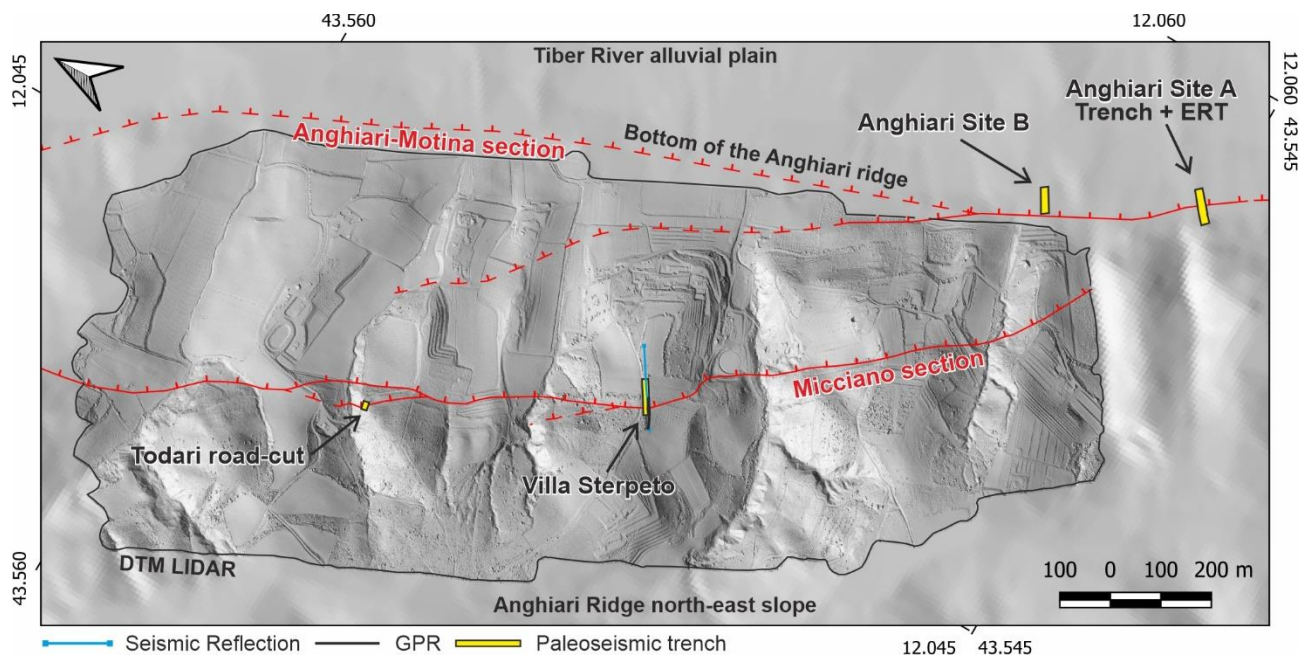 43.560
12.060
12.045
Tiber River alluvial plain
12.060
43.545
Anghiari Site A
Trench + ERT
Anghiari Site B
Anghiari-Motina section
Bottom of the Anghiari ridge
Micciano section
Todari road-cut
Villa Sterpeto
43.560
DTM LIDAR
Anghiari Ridge north-east slope
100 0 100 200 m
Seismic Reflection GPR Paleoseismic trench
12.045 43.545